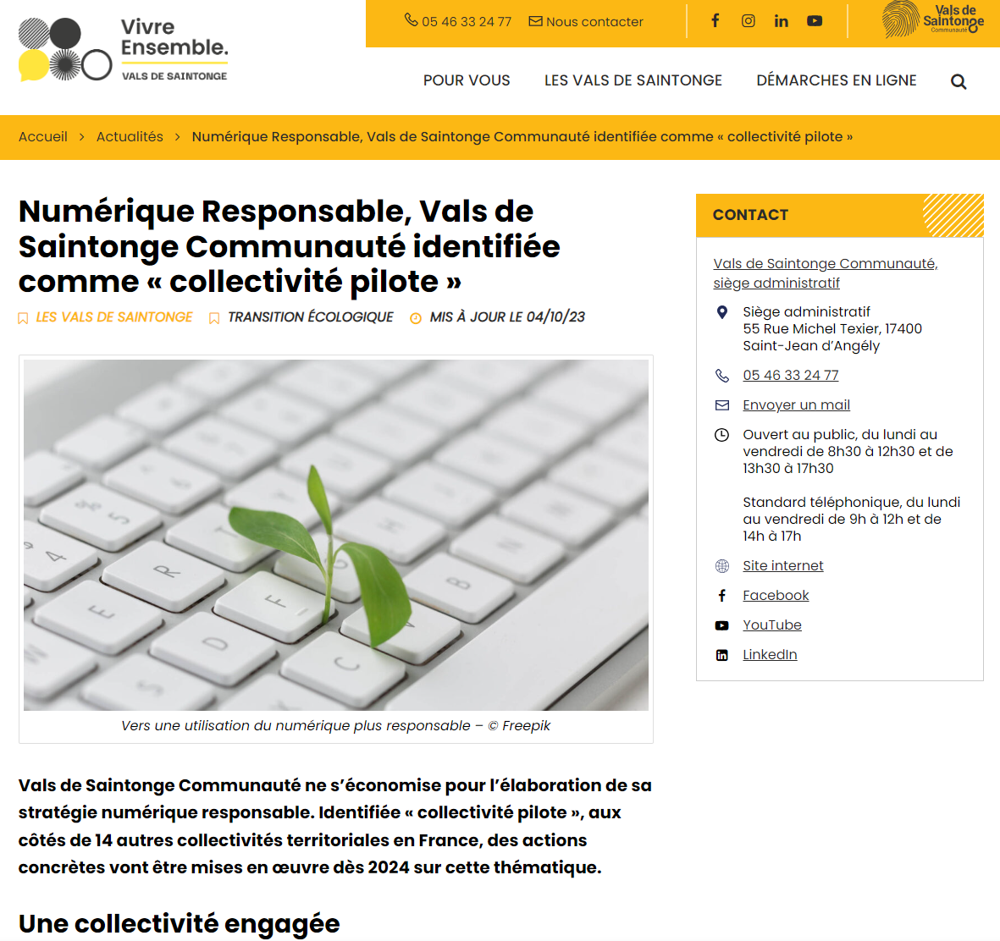 Vivre
Ensemble.
VALS DE SAINTONGE
05 46 33 24 77
Nous contacter
Vals de
Saintonge
Communauté
POUR VOUS
LES VALS DE SAINTONGE
DÉMARCHES EN LIGNE
Accueil > Actualités > Numérique Responsable, Vals de Saintonge Communauté identifiée comme « collectivité pilote »
Numérique Responsable, Vals de
Saintonge Communauté identifiée
comme « collectivité pilote »
LES VALS DE SAINTONGE
TRANSITION ÉCOLOGIQUE
MIS À JOUR LE 04/10/23
5
4
R
E
F
D
C
B
Vers une utilisation du numérique plus responsable – © Freepik
Vals de Saintonge Communauté ne s’économise pour l’élaboration de sa
stratégie numérique responsable. Identifiée « collectivité pilote », aux
côtés de 14 autres collectivités territoriales en France, des actions
concrètes vont être mises en œuvre dès 2024 sur cette thématique.
Une collectivité engagée
CONTACT
Vals de Saintonge Communauté,
siège administratif
Siège administratif
55 Rue Michel Texier, 17400
Saint-Jean d’Angély
05 46 33 24 77
Envoyer un mail
Ouvert au public, du lundi au
vendredi de 8h30 à 12h30 et de
13h30 à 17h30
Standard téléphonique, du lundi
au vendredi de 9h à 12h et de
14h à 17h
Site internet
Facebook
YouTube
LinkedIn